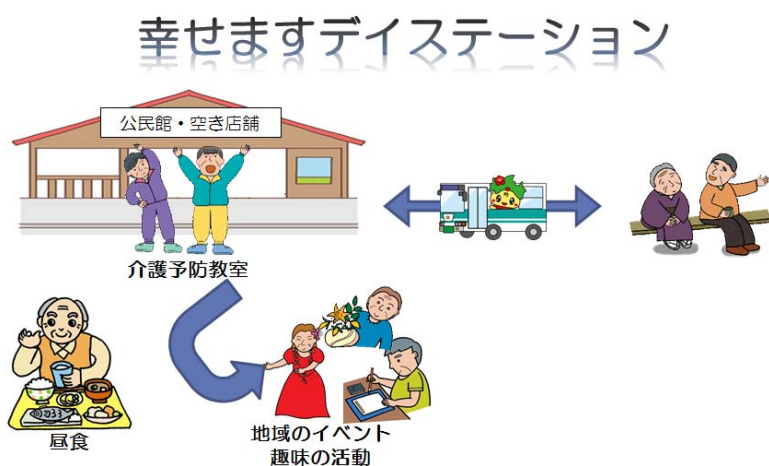 幸せますデイステーション
公民館・空き店舗
介護予防教室
昼食
地域のイベント
趣味の活動